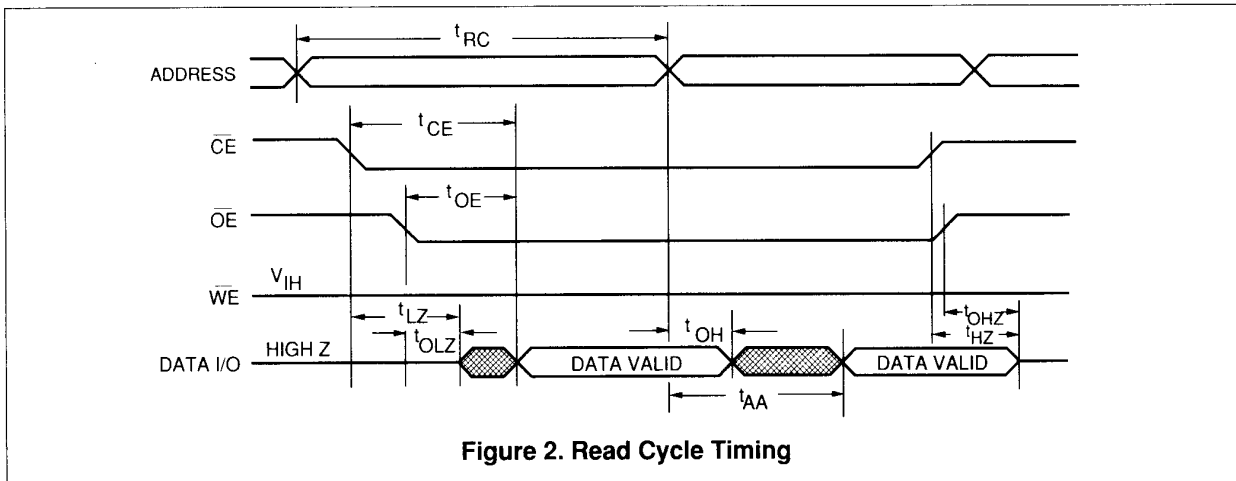 tRC
ADDRESS
tCE
CE
tOE
OE
VIH
WE
tLZ
tOHZ
tOLZ
tOH
tHZ
HIGH Z
DATA I/O
DATA VALID
DATA VALID
tAA
Figure 2. Read Cycle Timing